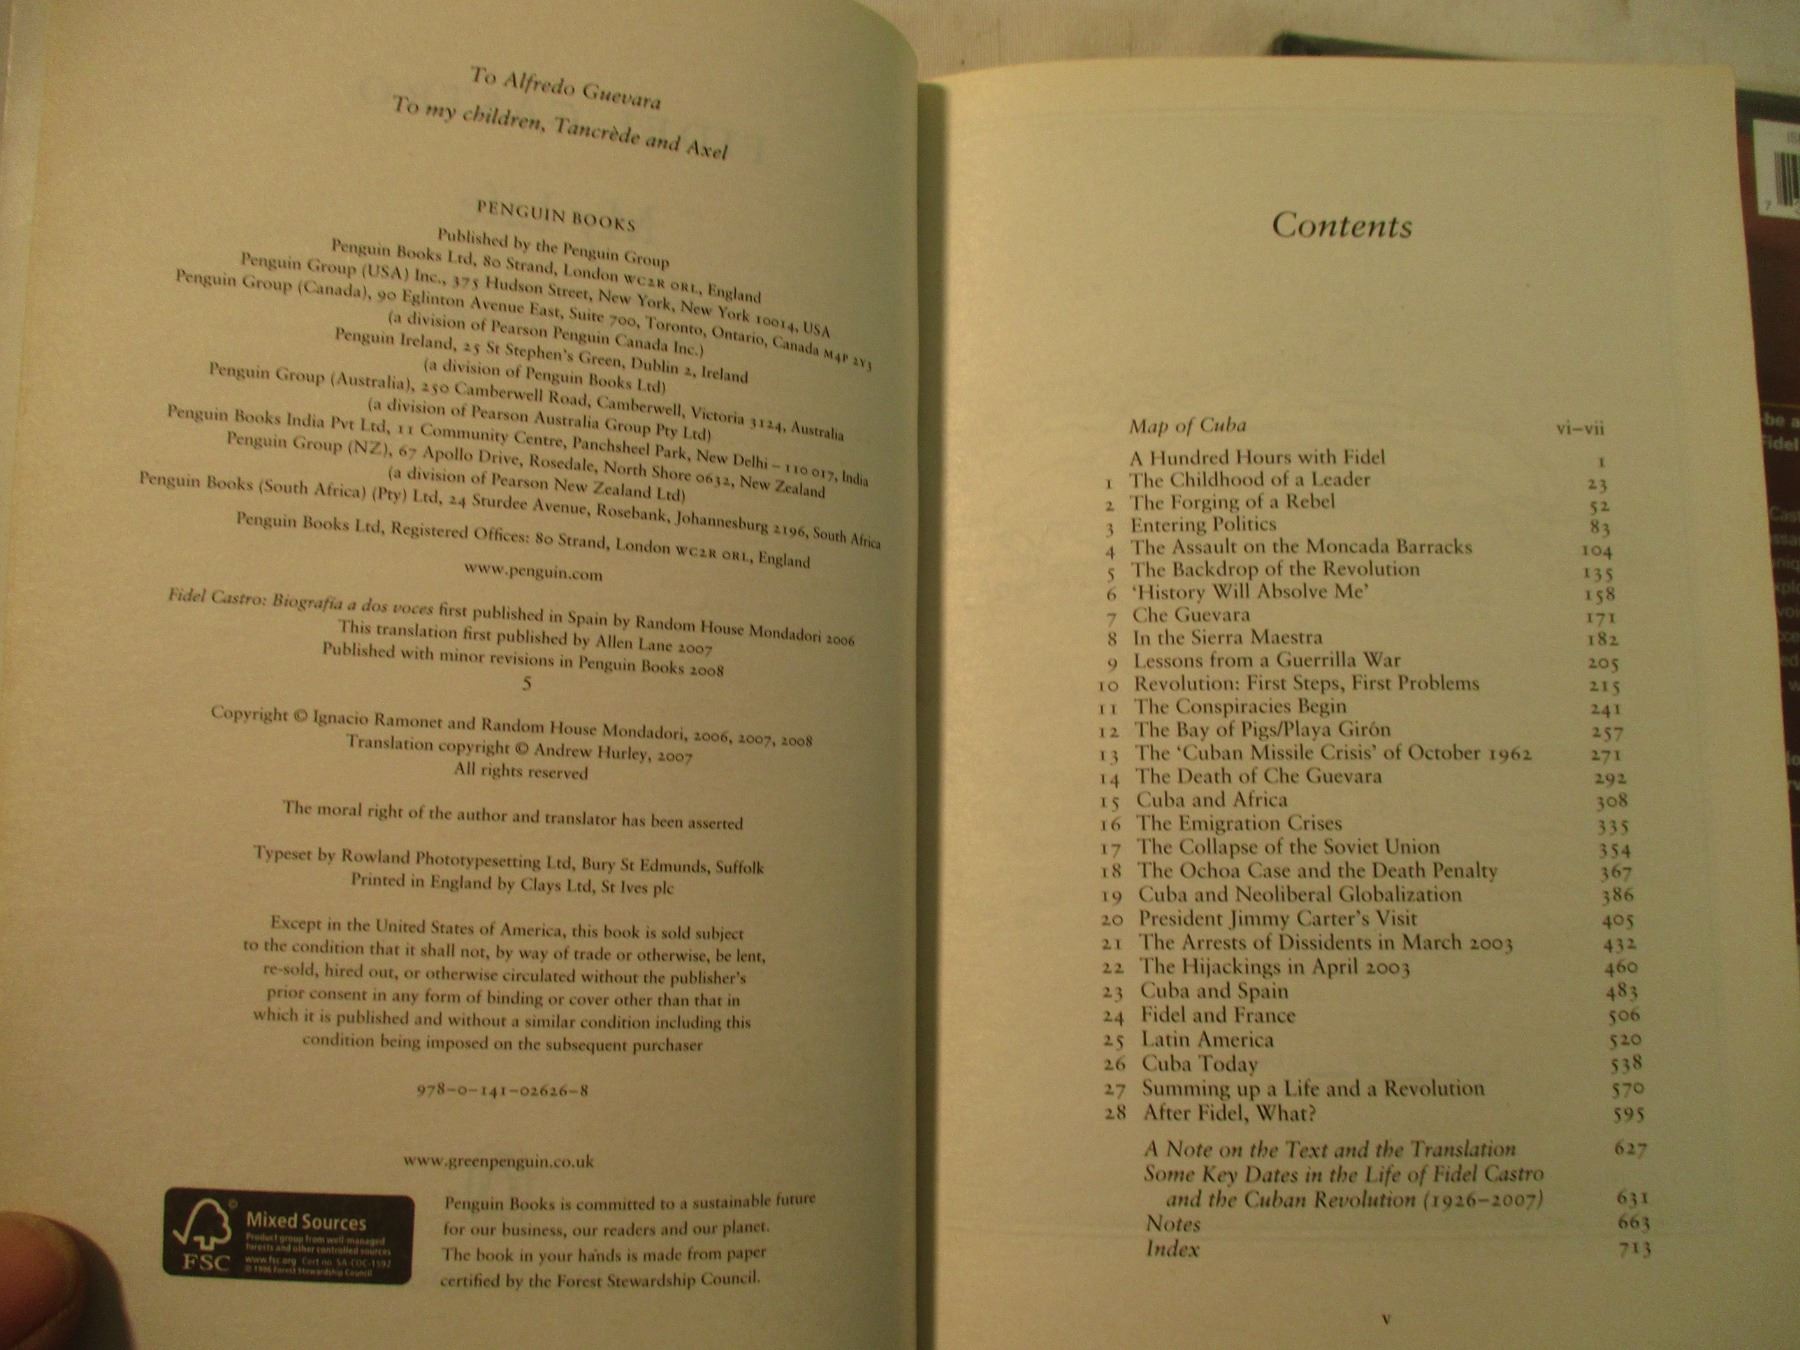 To Alfredo Guevara
To my children, Tancrède and Axel
PENGUIN BOOKS
Published by the Penguin Group
Penguin Books Ltd, 80 Strand, London WC2R 0RL, England
Penguin Group (USA) Inc., 375 Hudson Street, New York, New York 10014, USA
Penguin Group (Canada), 90 Eglinton Avenue East, Suite 700, Toronto, Ontario, Canada M4P 2Y3
(a division of Pearson Penguin Canada Inc.)
Penguin Ireland, 25 St Stephen's Green, Dublin 2, Ireland
(a division of Penguin Books Ltd)
Penguin Group (Australia), 250 Camberwell Road, Camberwell, Victoria 3124, Australia
(a division of Pearson Australia Group Pty Ltd)
Penguin Books India Pvt Ltd, 11 Community Centre, Panchsheel Park, New Delhi – 110 017, India
Penguin Group (NZ), 67 Apollo Drive, Rosedale, North Shore 0632, New Zealand
(a division of Pearson New Zealand Ltd)
Penguin Books (South Africa) (Pty) Ltd, 24 Sturdee Avenue, Rosebank, Johannesburg 2196, South Africa
Penguin Books Ltd, Registered Offices: 80 Strand, London WC2R 0RL, England
www.penguin.com
Fidel Castro: Biografía a dos voces first published in Spain by Random House Mondadori 2006
This translation first published by Allen Lane 2007
Published with minor revisions in Penguin Books 2008
5
Copyright © Ignacio Ramonet and Random House Mondadori, 2006, 2007, 2008
Translation copyright © Andrew Hurley, 2007
All rights reserved
The moral right of the author and translator has been asserted
Typeset by Rowland Phototypesetting Ltd, Bury St Edmunds, Suffolk
Printed in England by Clays Ltd, St Ives plc
Except in the United States of America, this book is sold subject
to the condition that it shall not, by way of trade or otherwise, be lent,
re-sold, hired out, or otherwise circulated without the publisher's
prior consent in any form of binding or cover other than that in
which it is published and without a similar condition including this
condition being imposed on the subsequent purchaser
978-0-141-02626-8
www.greenpenguin.co.uk
FSC
Mixed Sources
Product group from well-managed
forests and other controlled sources
www.fsc.org Cert no. SA-COC-1592
© 1996 Forest Stewardship Council
Penguin Books is committed to a sustainable future
for our business, our readers and our planet.
The book in your hands is made from paper
certified by the Forest Stewardship Council.
Contents
Map of Cuba vi–vii
A Hundred Hours with Fidel 1
1 The Childhood of a Leader 23
2 The Forging of a Rebel 52
3 Entering Politics 83
4 The Assault on the Moncada Barracks 104
5 The Backdrop of the Revolution 135
6 'History Will Absolve Me' 158
7 Che Guevara 171
8 In the Sierra Maestra 182
9 Lessons from a Guerrilla War 205
10 Revolution: First Steps, First Problems 215
11 The Conspiracies Begin 241
12 The Bay of Pigs/Playa Girón 257
13 The 'Cuban Missile Crisis' of October 1962 271
14 The Death of Che Guevara 292
15 Cuba and Africa 308
16 The Emigration Crises 335
17 The Collapse of the Soviet Union 354
18 The Ochoa Case and the Death Penalty 367
19 Cuba and Neoliberal Globalization 386
20 President Jimmy Carter's Visit 405
21 The Arrests of Dissidents in March 2003 432
22 The Hijackings in April 2003 460
23 Cuba and Spain 483
24 Fidel and France 506
25 Latin America 520
26 Cuba Today 538
27 Summing up a Life and a Revolution 570
28 After Fidel, What? 595
A Note on the Text and the Translation 627
Some Key Dates in the Life of Fidel Castro
and the Cuban Revolution (1926–2007) 631
Notes 663
Index 713
v